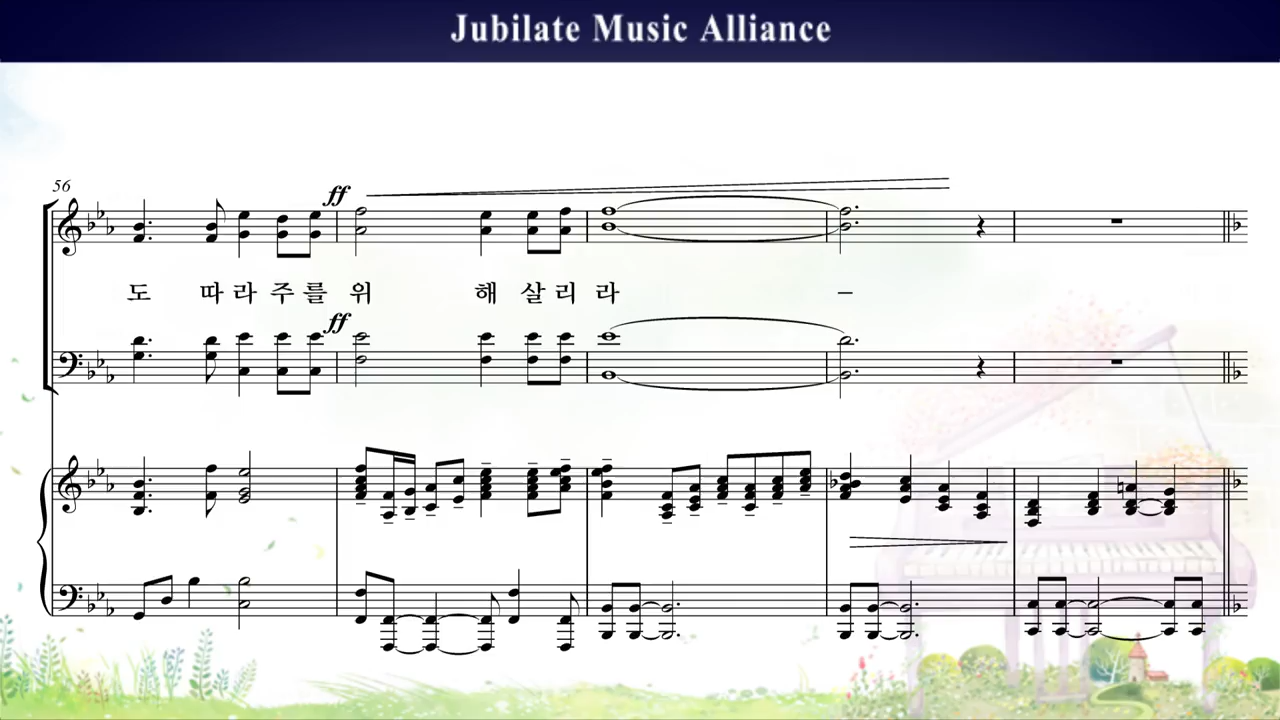 Jubilate Music Alliance
56
ff
도 따라 주를 위 해 살리 라 –
ff